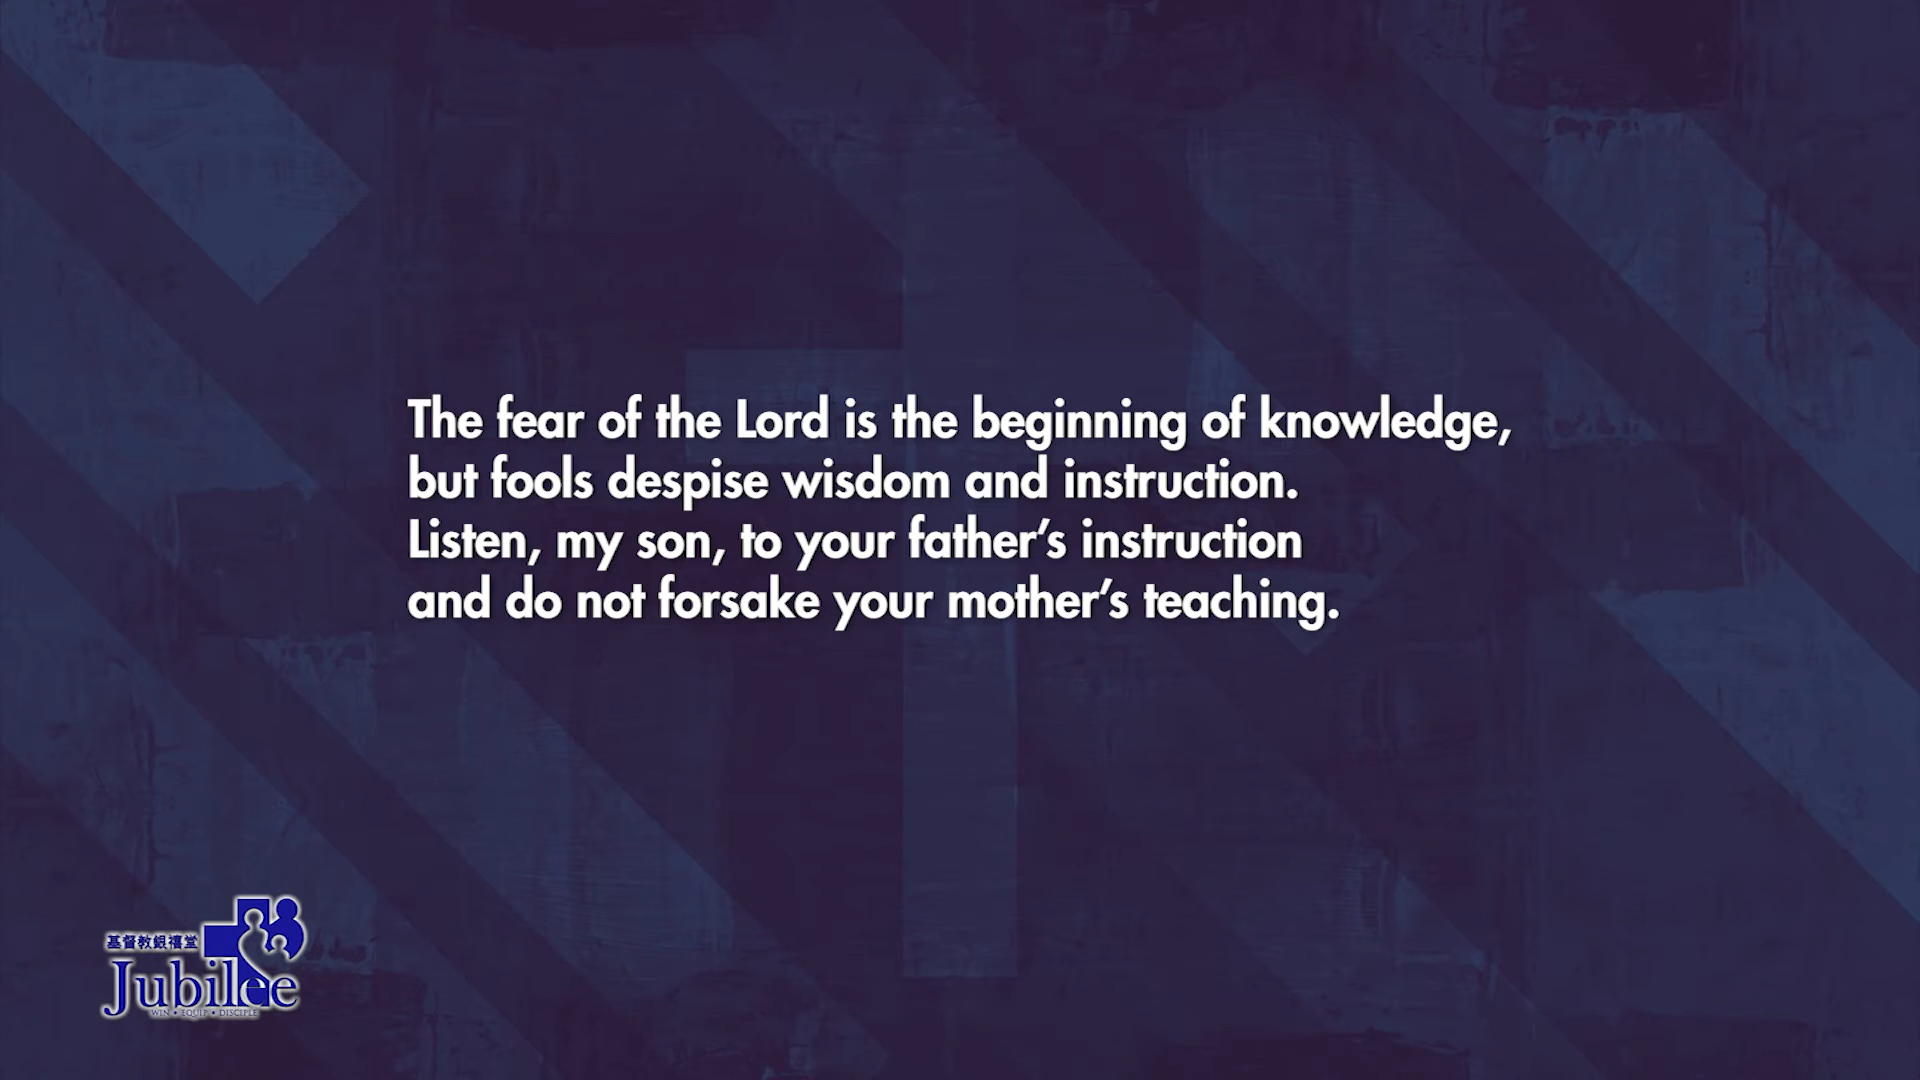 The fear of the Lord is the beginning of knowledge,
but fools despise wisdom and instruction.
Listen, my son, to your father’s instruction
and do not forsake your mother’s teaching.
基督教銀禧堂
Jubilee
WIN • EQUIP • DISCIPLE